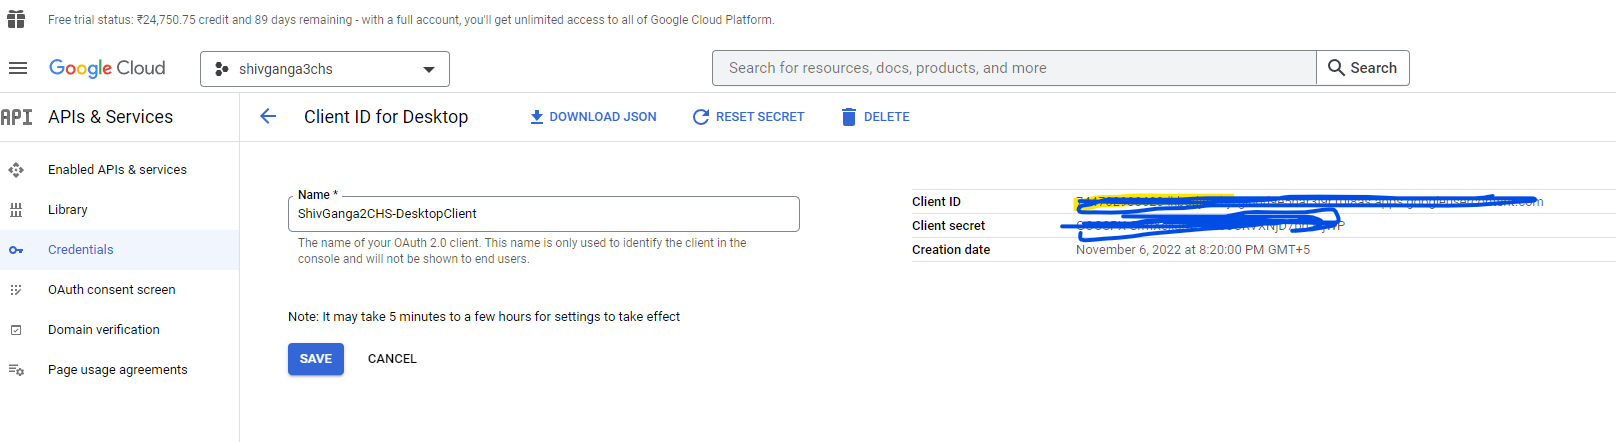 Free trial status: ₹24,750.75 credit and 89 days remaining - with a full account, you'll get unlimited access to all of Google Cloud Platform.
Google Cloud
shivganga3chs
Search for resources, docs, products, and more
Search
API
APIs & Services
Client ID for Desktop
DOWNLOAD JSON
RESET SECRET
DELETE
Enabled APIs & services
Library
Credentials
OAuth consent screen
Domain verification
Page usage agreements
Name *
ShivGanga2CHS-DesktopClient
The name of your OAuth 2.0 client. This name is only used to identify the client in the
console and will not be shown to end users.
Note: It may take 5 minutes to a few hours for settings to take effect
SAVE
CANCEL
Client ID
Client secret
Creation date
November 6, 2022 at 8:20:00 PM GMT+5